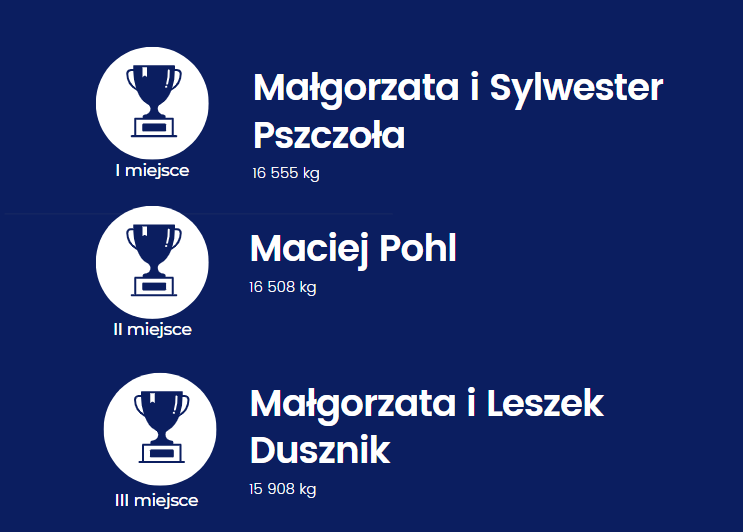 Małgorzata i Sylwester
Pszczoła
16 555 kg
I miejsce
Maciej Pohl
16 508 kg
II miejsce
Małgorzata i Leszek
Dusznik
15 908 kg
III miejsce